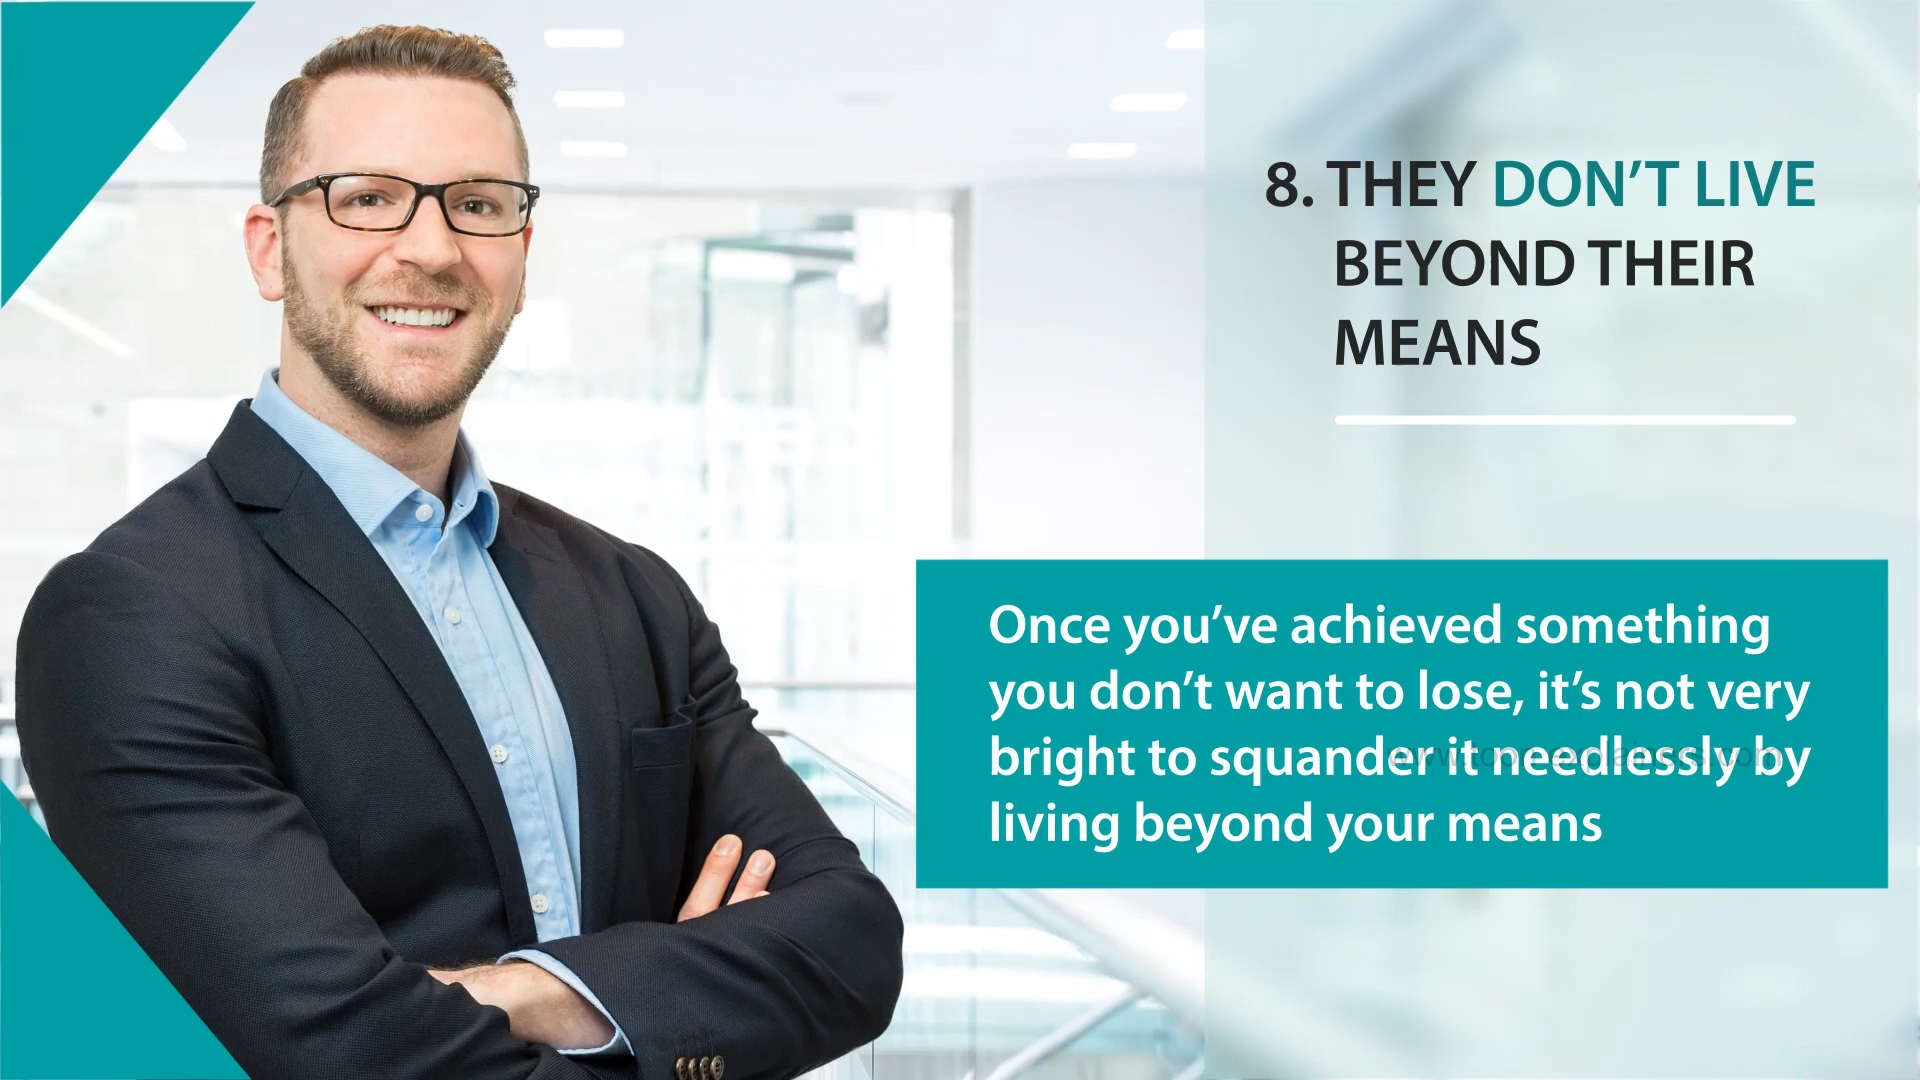 8. THEY DON’T LIVE
BEYOND THEIR
MEANS
Once you’ve achieved something
you don’t want to lose, it’s not very
bright to squander it needlessly by
living beyond your means